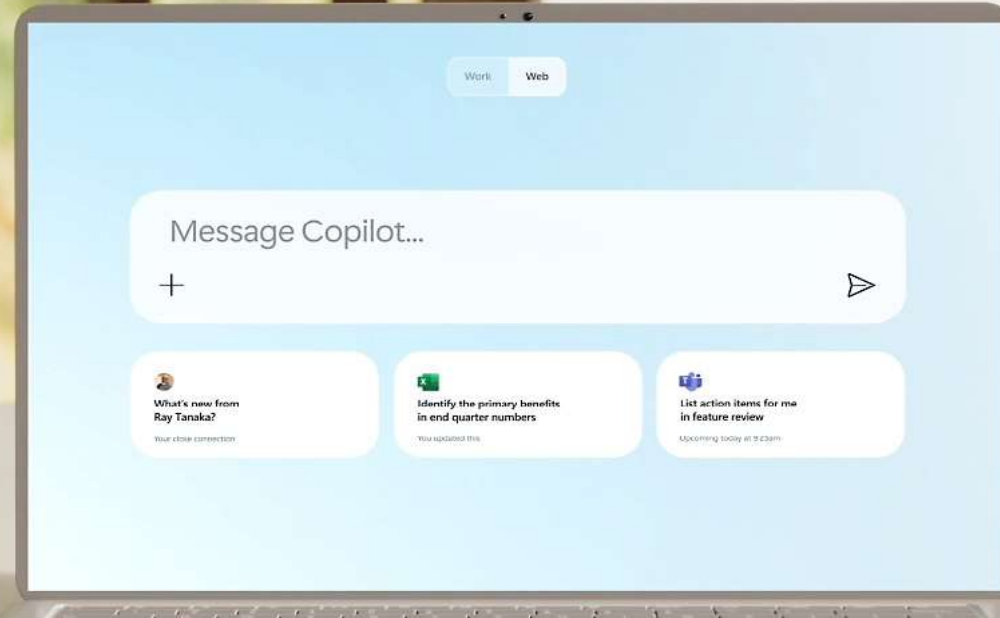 Work
Web
Message Copilot...
What's new from
Ray Tanaka?
Your close connection
Identify the primary benefits
in end quarter numbers
You updated this
List action items for me
in feature review
Upcoming today at 9:25am